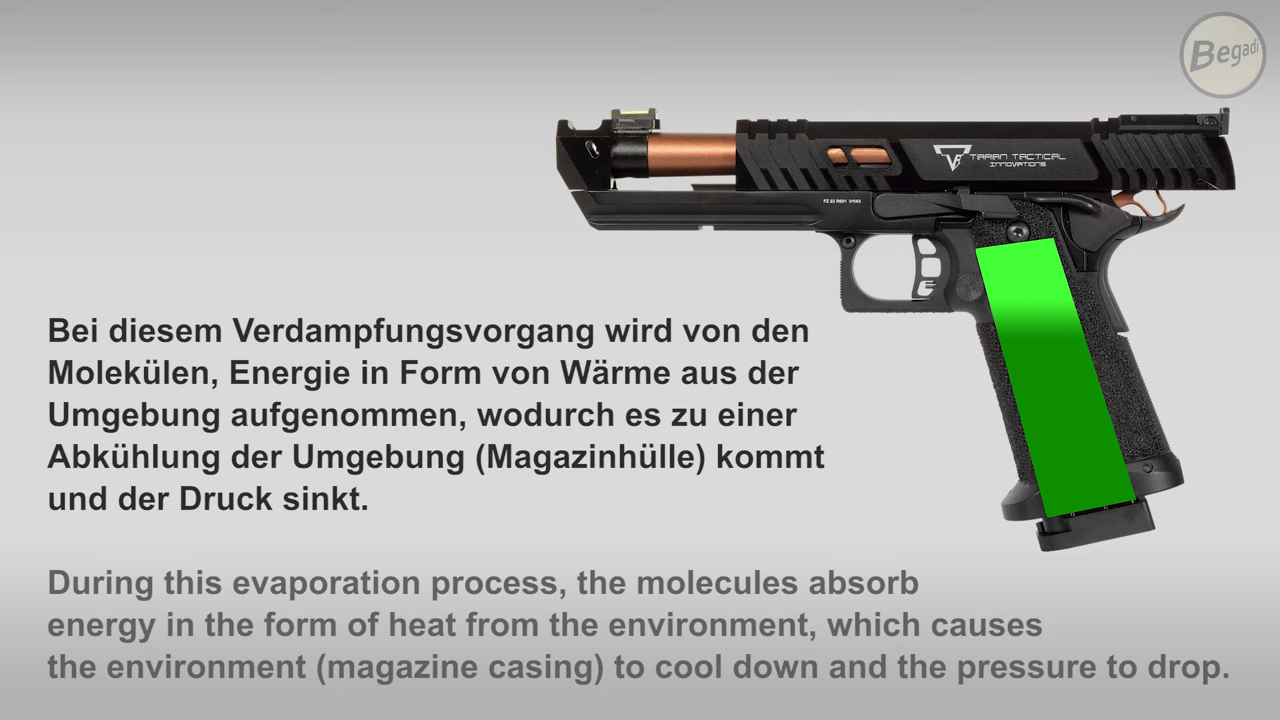 Begadi
TARAN TACTICAL
INNOVATIONS
Bei diesem Verdampfungsvorgang wird von den
Molekülen, Energie in Form von Wärme aus der
Umgebung aufgenommen, wodurch es zu einer
Abkühlung der Umgebung (Magazinhülle) kommt
und der Druck sinkt.
During this evaporation process, the molecules absorb
energy in the form of heat from the environment, which causes
the environment (magazine casing) to cool down and the pressure to drop.